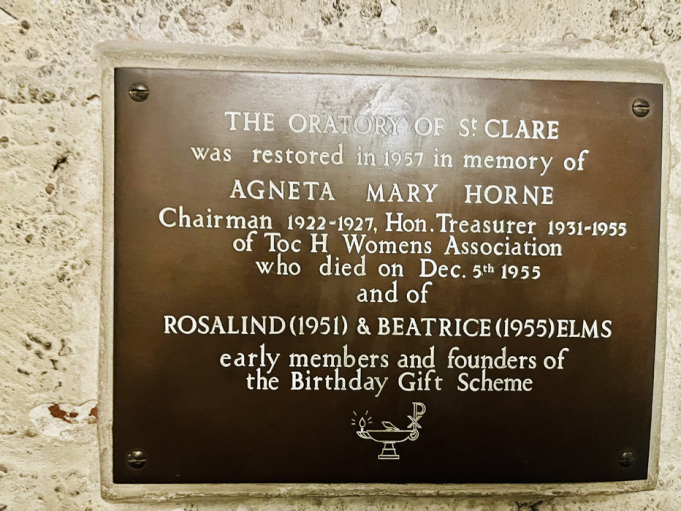 THE ORATORY OF St CLARE
was restored in 1957 in memory of
AGNETA MARY HORNE
Chairman 1922-1927, Hon. Treasurer 1931-1955
of Toc H Womens Association
who died on Dec. 5th 1955
and of
ROSALIND (1951) & BEATRICE (1955) ELMS
early members and founders of
the Birthday Gift Scheme